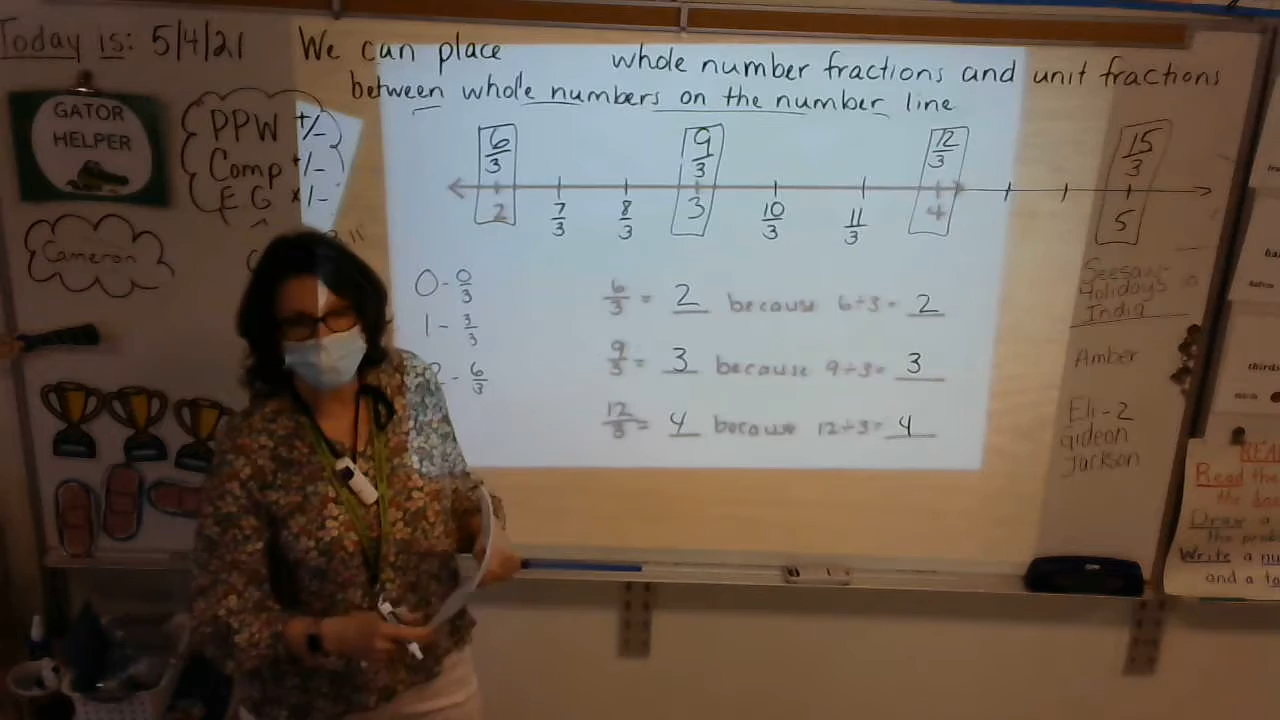 Today is: 5/4/21
We can place whole number fractions and unit fractions
between whole numbers on the number line
GATOR
HELPER
PPW +/-
Comp +/-
EG x/-
Cameron
6/3 9/3 12/3 15/3
2 7/3 8/3 3 10/3 11/3 4 5
0 - 0/3
1 - 3/3
2 - 6/3
6/3 = 2 because 6÷3 = 2
9/3 = 3 because 9÷3 = 3
12/3 = 4 because 12÷3 = 4
Seesaw
Holidays in
India
Amber
Eli - 2
gideon
Jackson
thirds
Read the
Draw a
Write a
and a